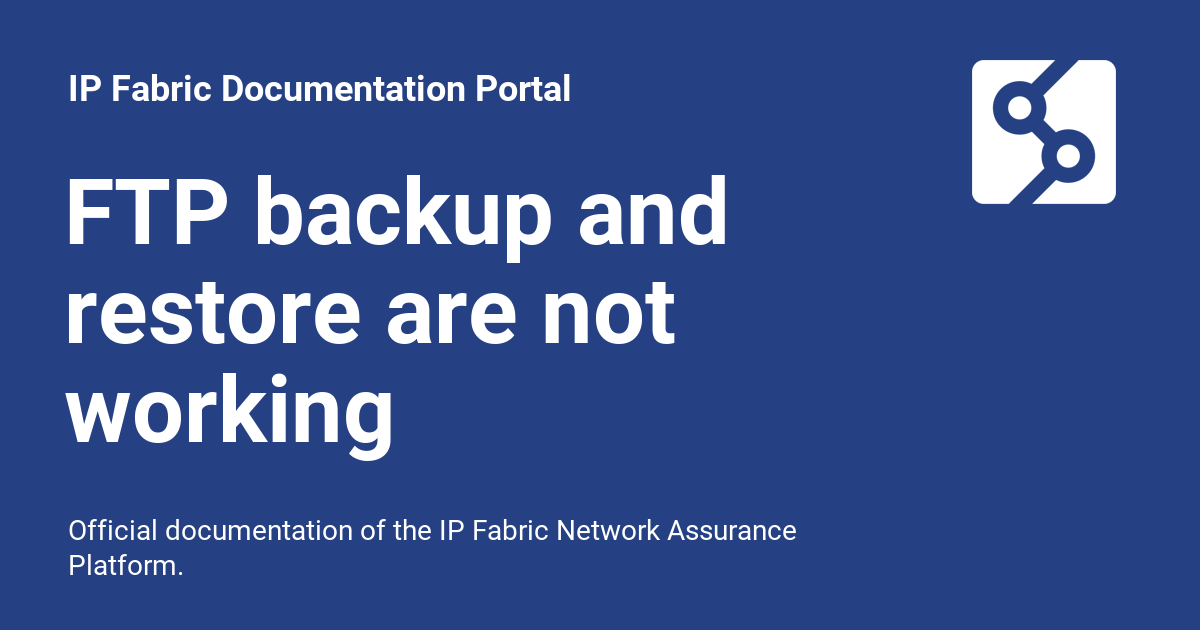 IP Fabric Documentation Portal
FTP backup and
restore are not
working
Official documentation of the IP Fabric Network Assurance
Platform.